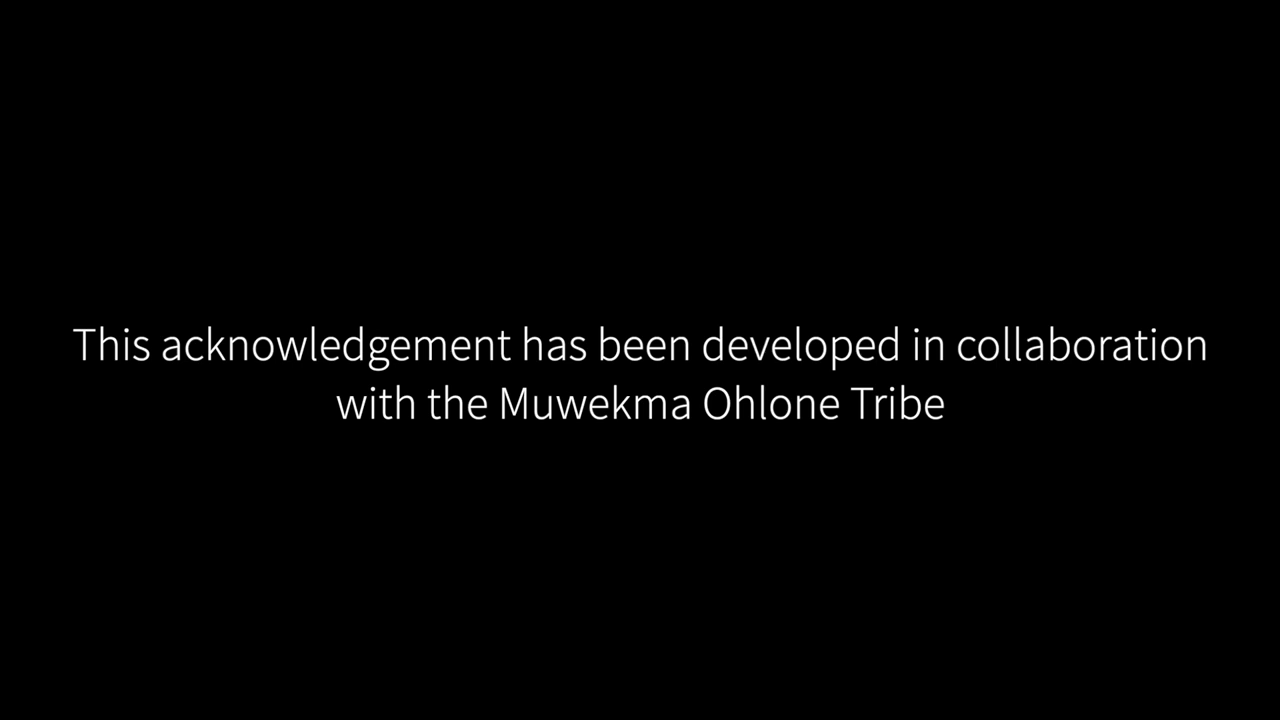 This acknowledgement has been developed in collaboration
with the Muwekma Ohlone Tribe